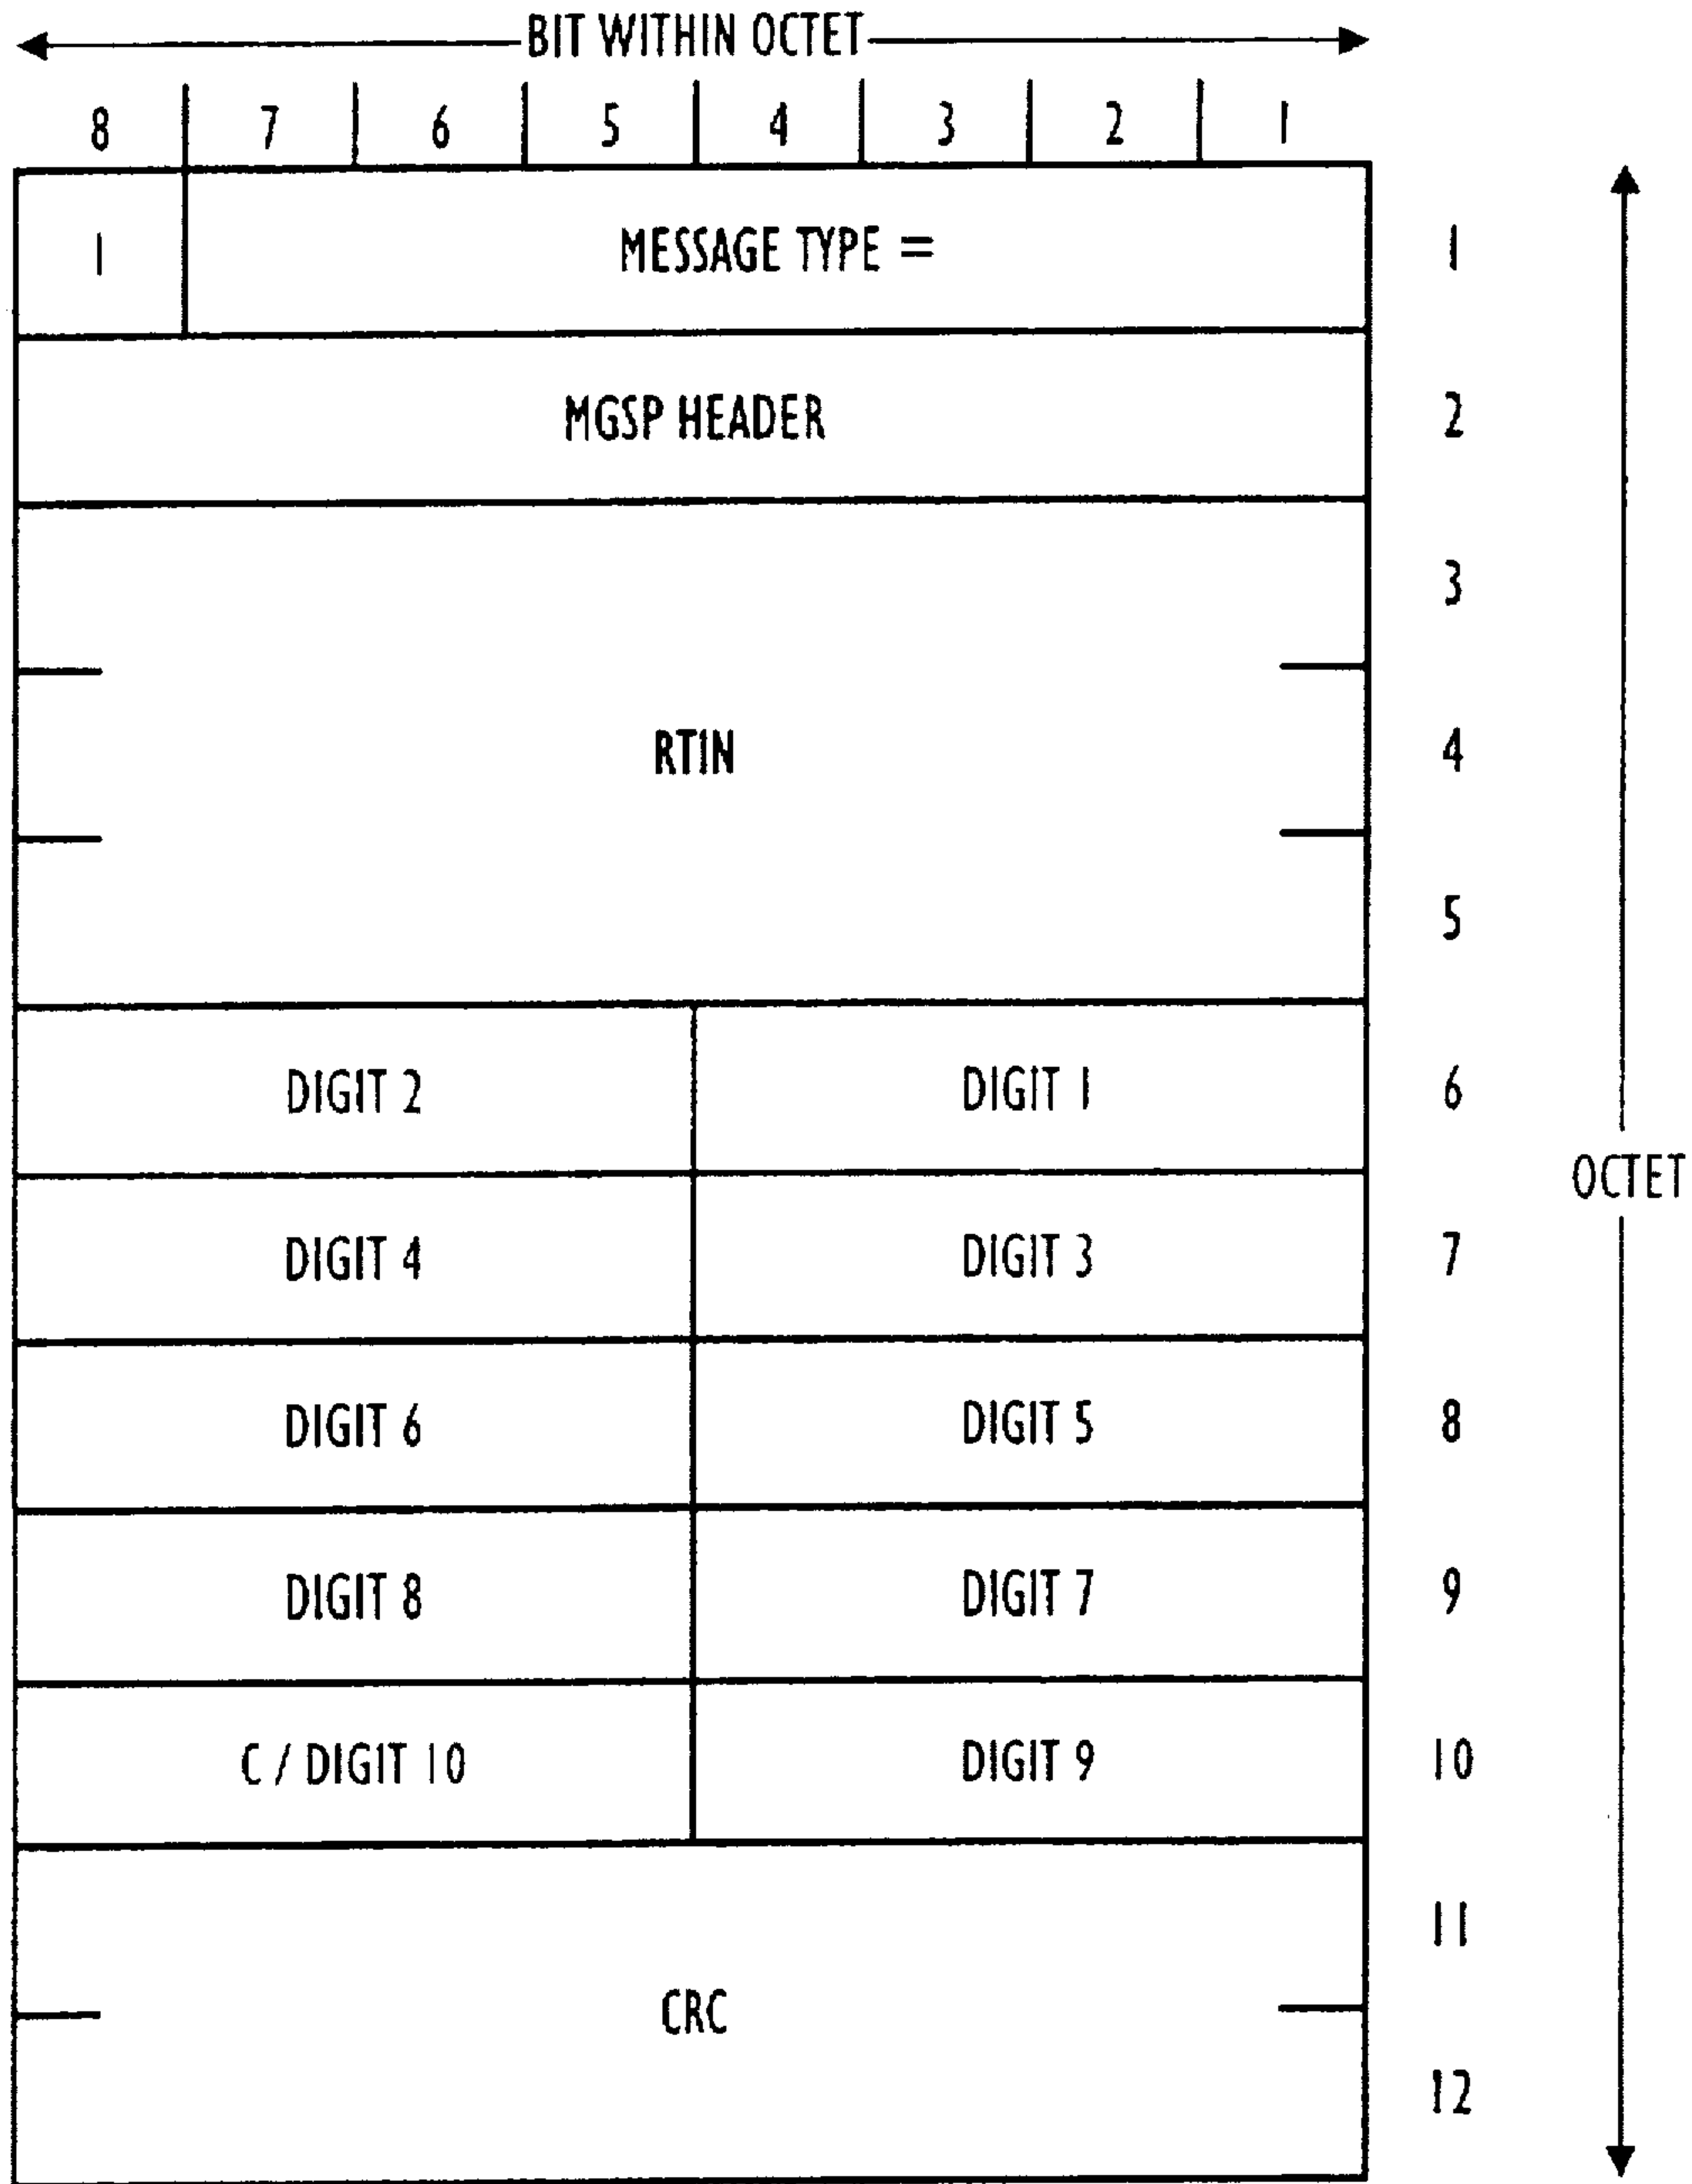 BIT WITHIN OCTET
8 7 6 5 4 3 2 1
1 MESSAGE TYPE = 1
MGSP HEADER 2
3
RTIN 4
5
DIGIT 2 DIGIT 1 6
OCTET
DIGIT 4 DIGIT 3 7
DIGIT 6 DIGIT 5 8
DIGIT 8 DIGIT 7 9
C / DIGIT 10 DIGIT 9 10
11
CRC
12